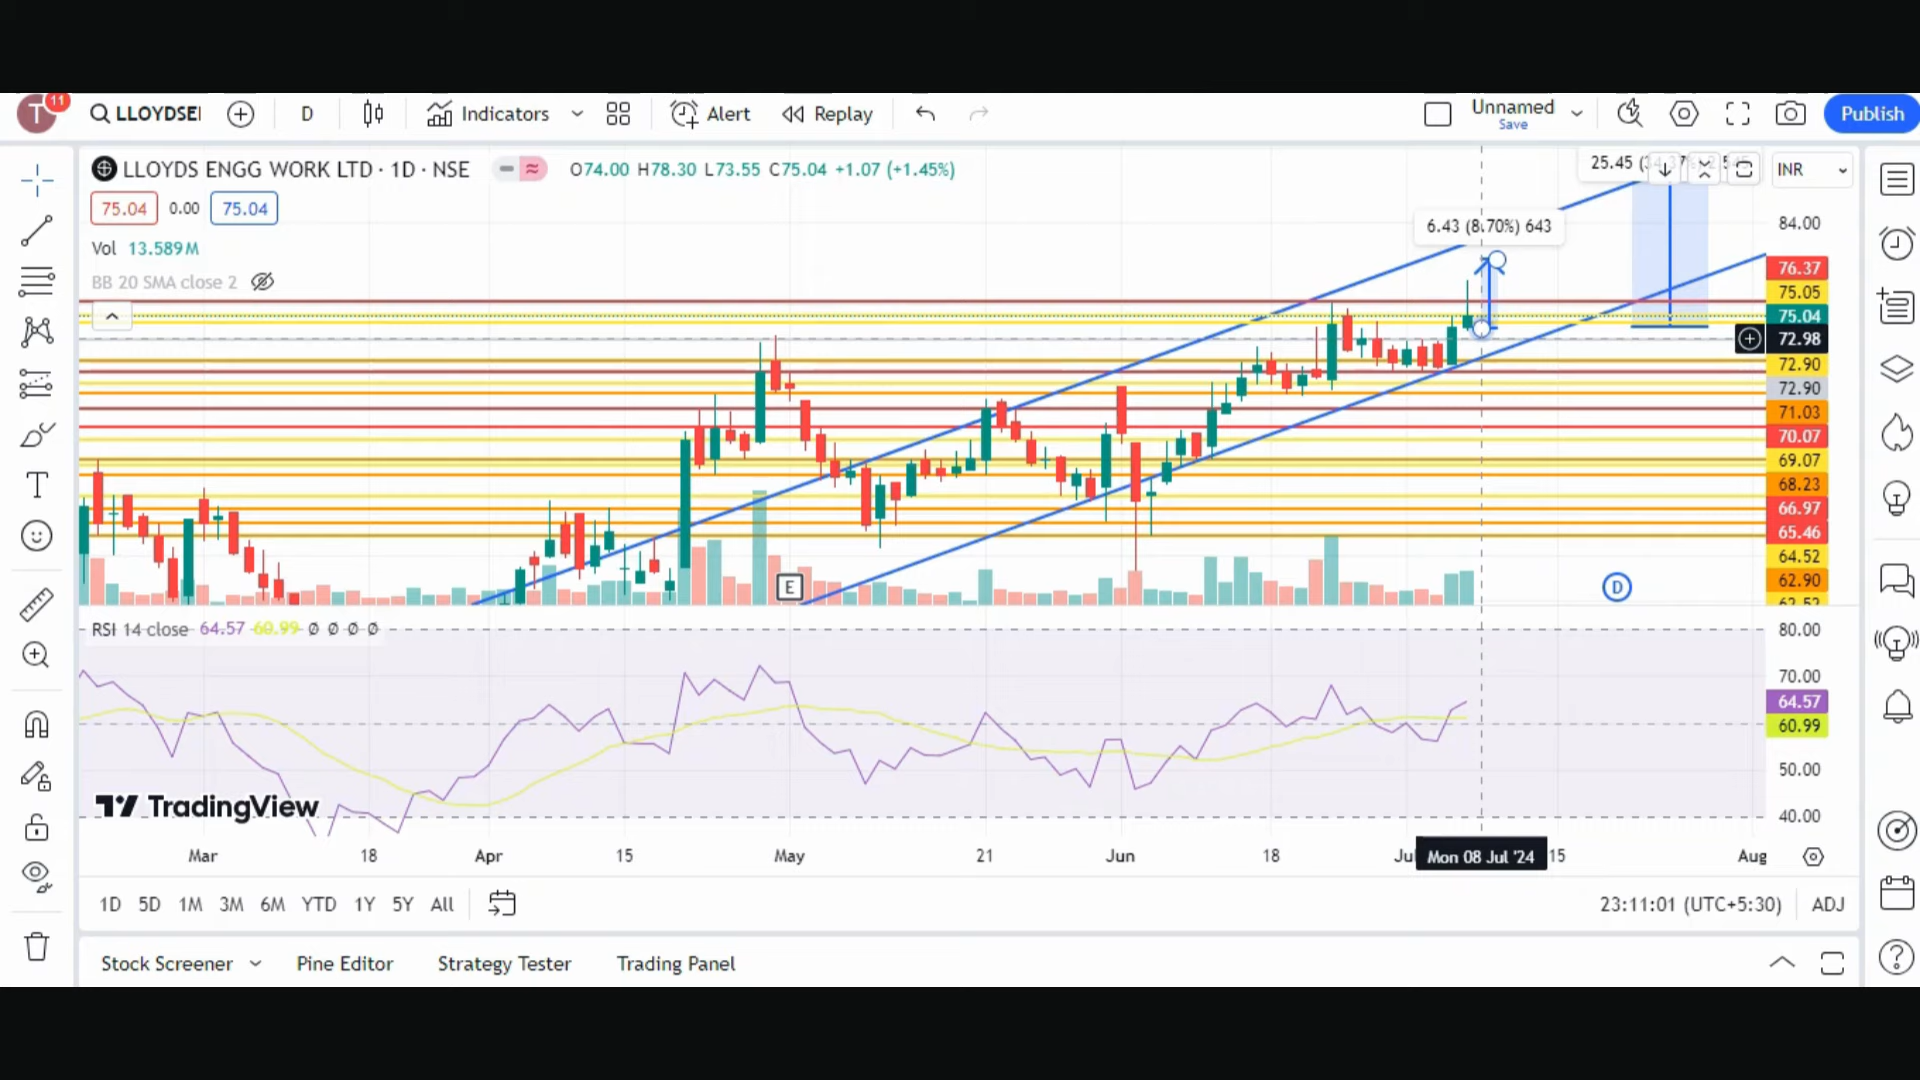 T 11 LLOYDSE D Indicators Alert Replay Unnamed Save Publish
LLOYDS ENGG WORK LTD · 1D · NSE O74.00 H78.30 L73.55 C75.04 +1.07 (+1.45%)
25.45 INR
75.04 0.00 75.04
6.43 (8.70%) 643
84.00
Vol 13.589M
BB 20 SMA close 2
76.37
75.05
75.04
72.98
72.90
72.90
71.03
70.07
69.07
68.23
66.97
65.46
64.52
62.90
62.52
E
D
RSI 14 close 64.57 60.99 Ø Ø Ø Ø
80.00
70.00
64.57
60.99
50.00
40.00
TradingView
Mar 18 Apr 15 May 21 Jun 18 Jul Mon 08 Jul '24 15 Aug
1D 5D 1M 3M 6M YTD 1Y 5Y All 23:11:01 (UTC+5:30) ADJ
Stock Screener Pine Editor Strategy Tester Trading Panel